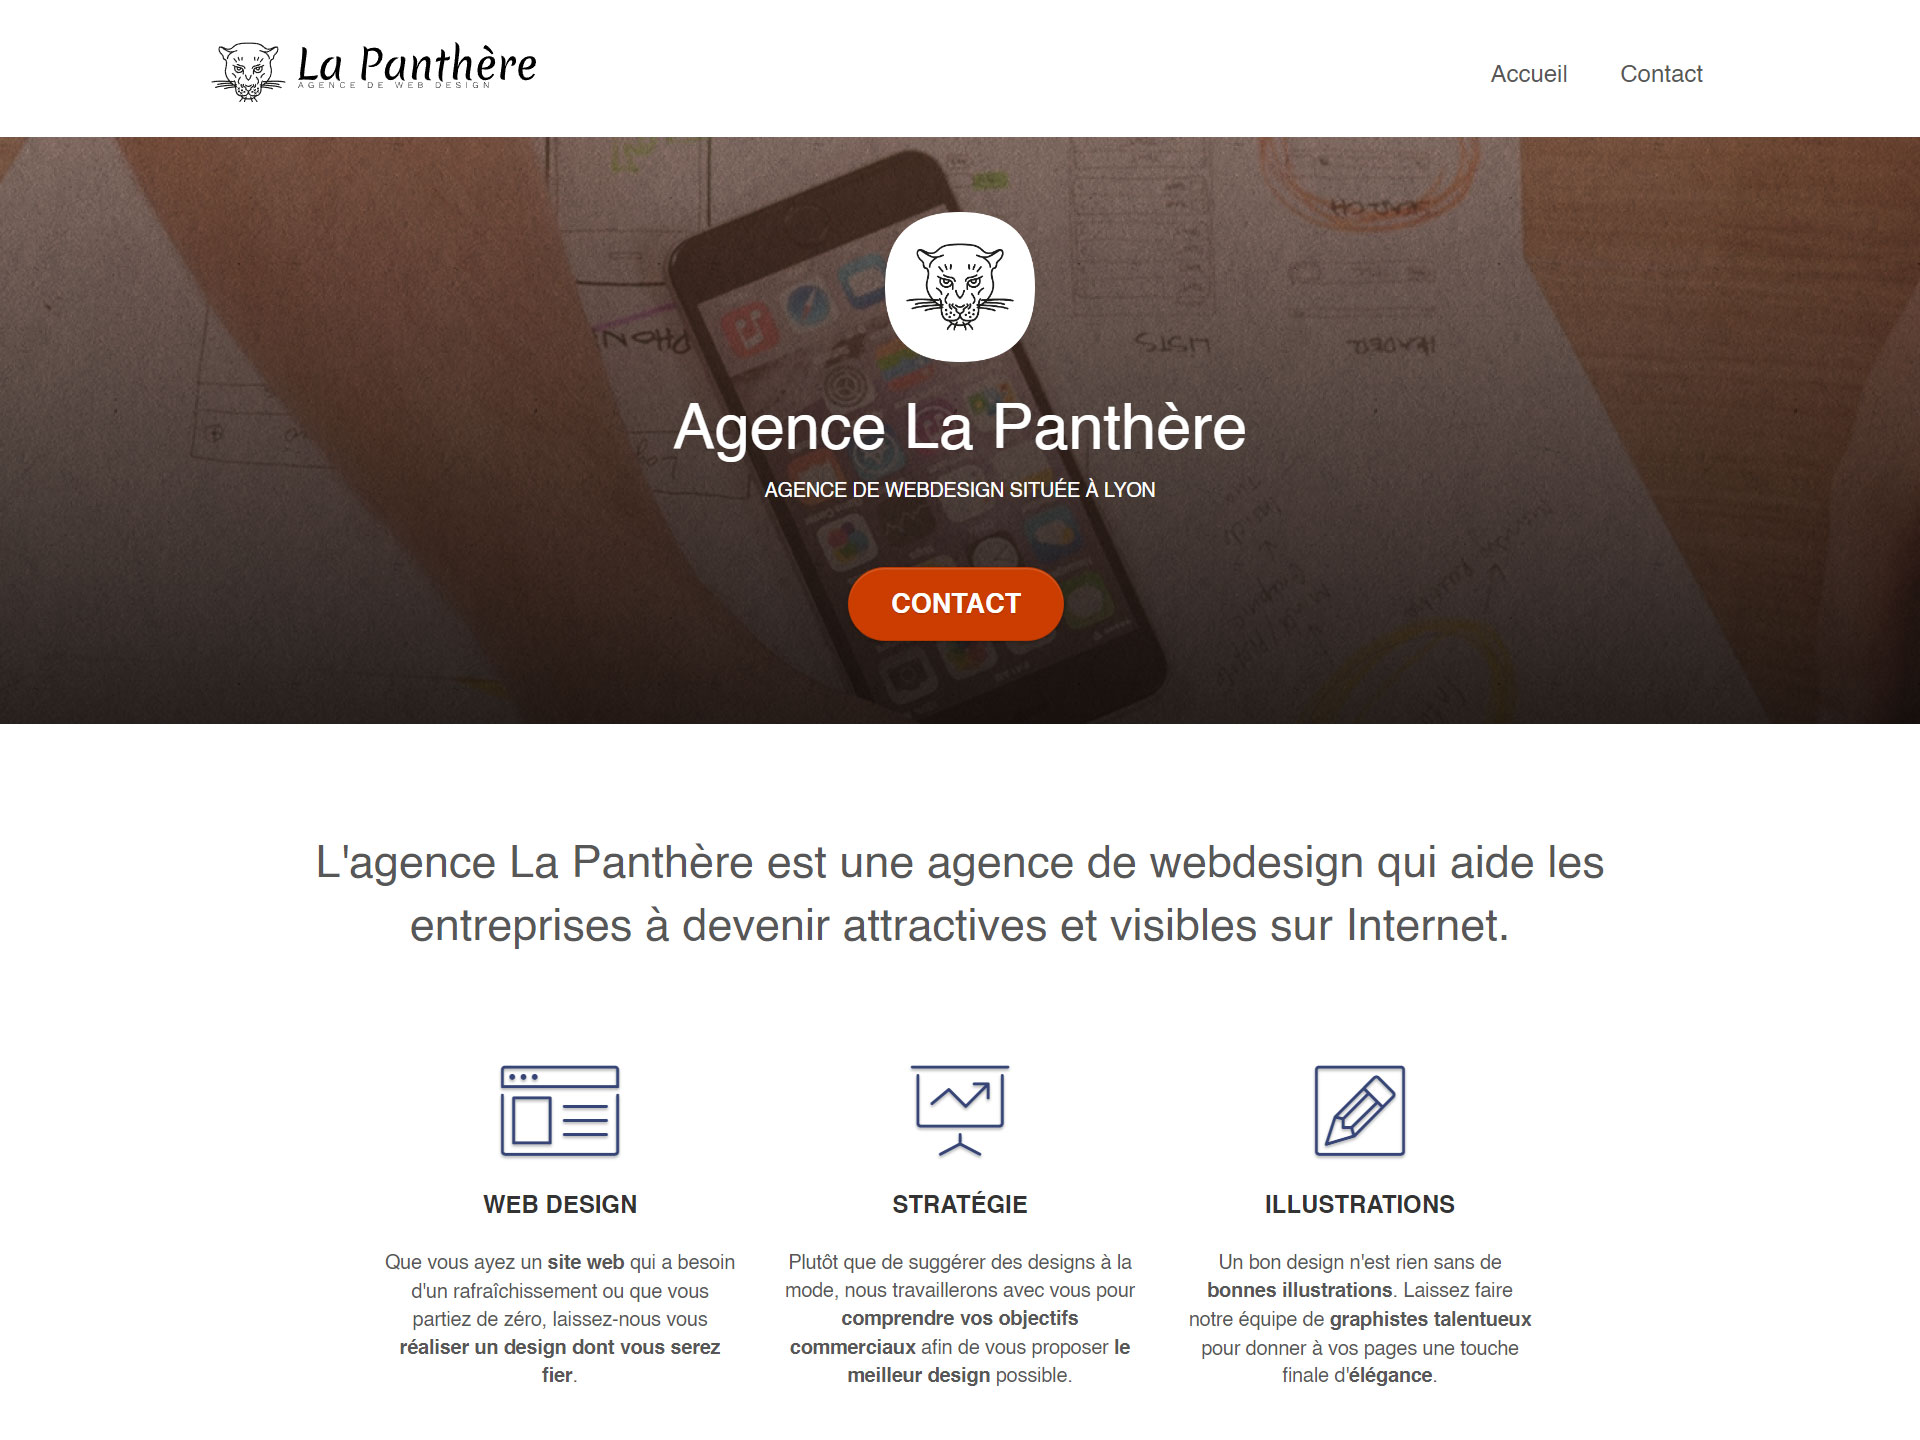 La Panthère
AGENCE DE WEB DESIGN
Accueil
Contact
SEARCH
PHON
LISTS
HEADER
Agence La Panthère
AGENCE DE WEBDESIGN SITUÉE À LYON
CONTACT
L'agence La Panthère est une agence de webdesign qui aide les
entreprises à devenir attractives et visibles sur Internet.
WEB DESIGN
Que vous ayez un site web qui a besoin
d'un rafraîchissement ou que vous
partiez de zéro, laissez-nous vous
réaliser un design dont vous serez
fier.
STRATÉGIE
Plutôt que de suggérer des designs à la
mode, nous travaillerons avec vous pour
comprendre vos objectifs
commerciaux afin de vous proposer le
meilleur design possible.
ILLUSTRATIONS
Un bon design n'est rien sans de
bonnes illustrations. Laissez faire
notre équipe de graphistes talentueux
pour donner à vos pages une touche
finale d'élégance.